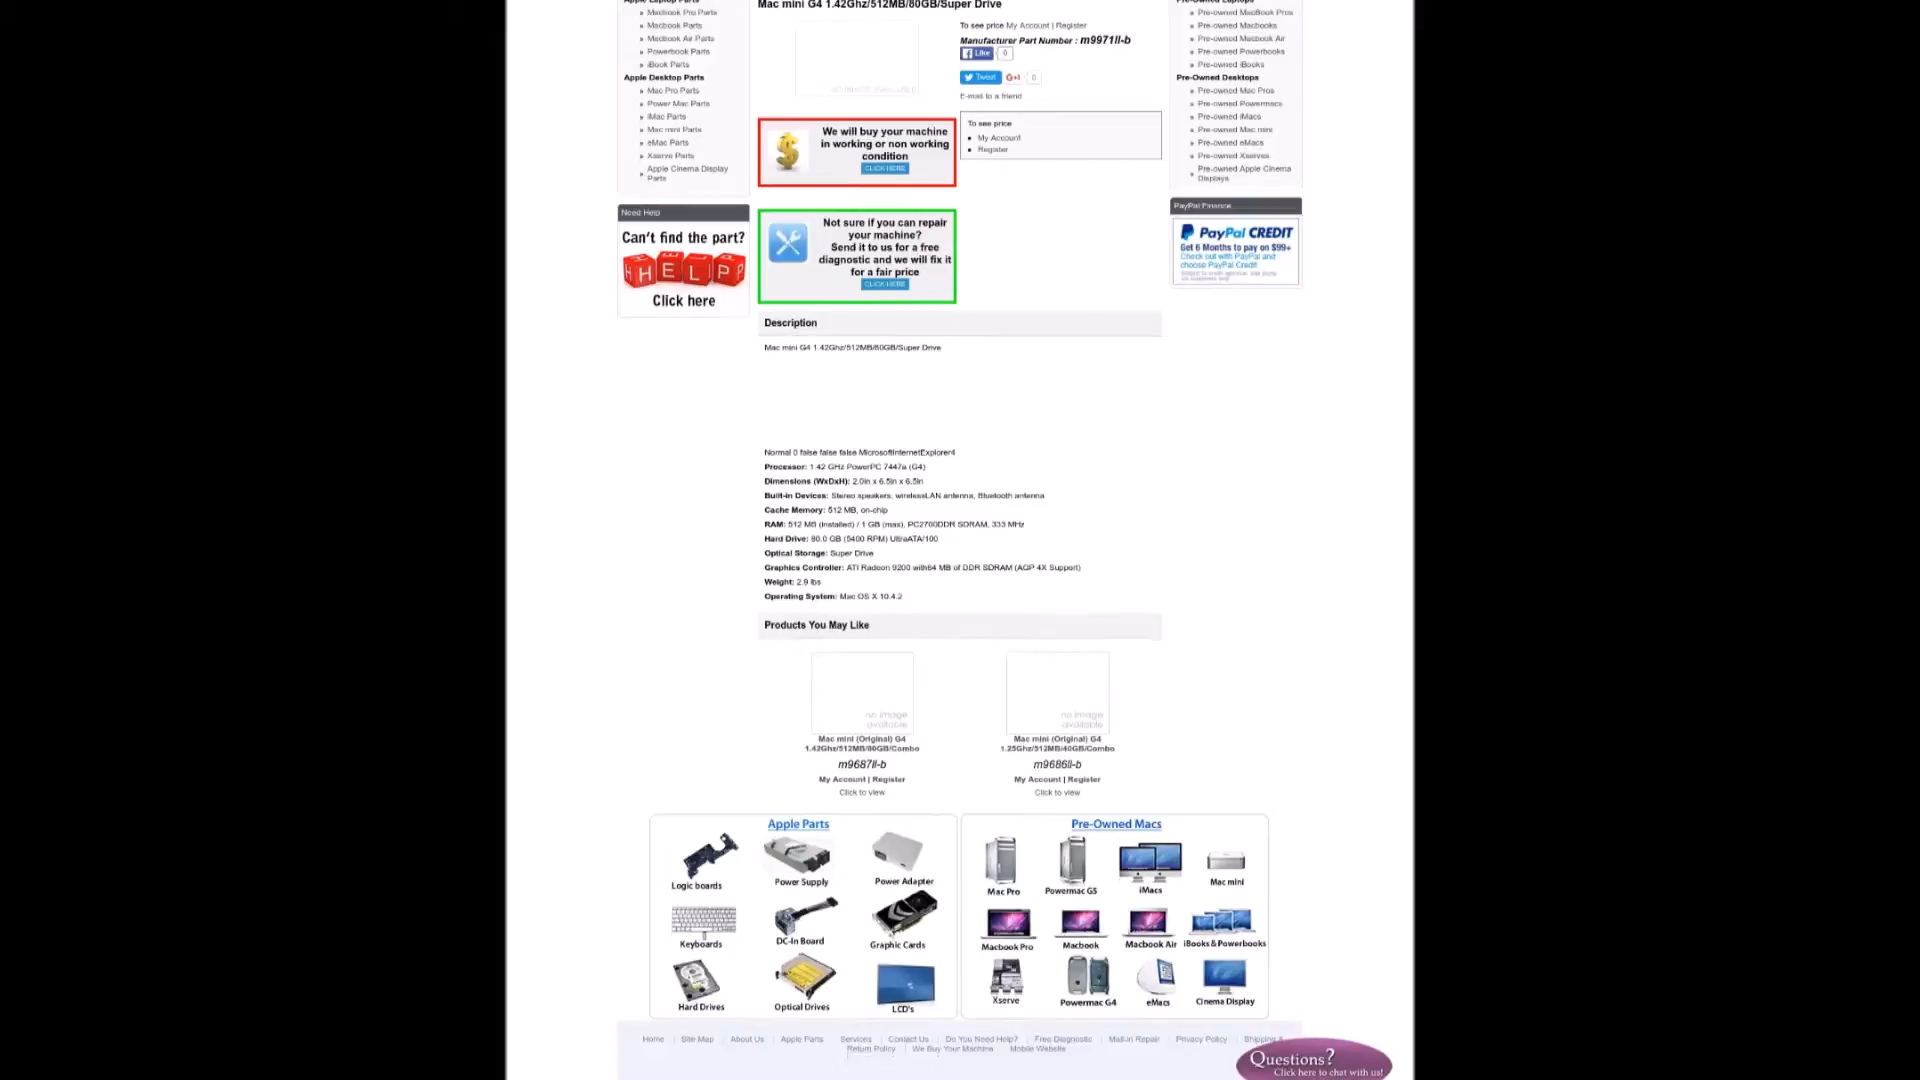 Apple Laptop Parts
Macbook Pro Parts
Macbook Parts
Macbook Air Parts
Powerbook Parts
iBook Parts
Apple Desktop Parts
Mac Pro Parts
Power Mac Parts
iMac Parts
Mac mini Parts
eMac Parts
Xserve Parts
Apple Cinema Display
Parts
Need Help
Can't find the part?
HELP
Click here
Mac mini G4 1.42Ghz/512MB/80GB/Super Drive
To see price My Account | Register
Manufacturer Part Number : m9971ll-b
Like 0
Tweet G+1 0
E-mail to a friend
To see price
My Account
Register
We will buy your machine
in working or non working
condition
CLICK HERE
Not sure if you can repair
your machine?
Send it to us for a free
diagnostic and we will fix it
for a fair price
CLICK HERE
Description
Mac mini G4 1.42Ghz/512MB/80GB/Super Drive
Normal 0 false false false MicrosoftInternetExplorer4
Processor: 1.42 GHz PowerPC 7447a (G4)
Dimensions (WxDxH): 2.0in x 6.5in x 6.5in
Built-in Devices: Stereo speakers, wirelessLAN antenna, Bluetooth antenna
Cache Memory: 512 MB, on-chip
RAM: 512 MB (installed) / 1 GB (max), PC2700DDR SDRAM, 333 MHz
Hard Drive: 80.0 GB (5400 RPM) UltraATA/100
Optical Storage: Super Drive
Graphics Controller: ATI Radeon 9200 with64 MB of DDR SDRAM (AGP 4X Support)
Weight: 2.9 lbs
Operating System: Mac OS X 10.4.2
Products You May Like
no image
available
Mac mini (Original) G4
1.42Ghz/512MB/80GB/Combo
m9687ll-b
My Account | Register
Click to view
no image
available
Mac mini (Original) G4
1.25Ghz/512MB/40GB/Combo
m9686ll-b
My Account | Register
Click to view
Pre-Owned Laptops
Pre-owned MacBook Pros
Pre-owned Macbooks
Pre-owned Macbook Air
Pre-owned Powerbooks
Pre-owned iBooks
Pre-Owned Desktops
Pre-owned Mac Pros
Pre-owned Powermacs
Pre-owned iMacs
Pre-owned Mac mini
Pre-owned eMacs
Pre-owned Xserves
Pre-owned Apple Cinema
Displays
PayPal Finance
PayPal CREDIT
Get 6 Months to pay on $99+
Check out with PayPal and
choose PayPal Credit
Apple Parts
Logic boards
Power Supply
Power Adapter
Keyboards
DC-In Board
Graphic Cards
Hard Drives
Optical Drives
LCD's
Pre-Owned Macs
Mac Pro
Powermac G5
iMacs
Mac mini
Macbook Pro
Macbook
Macbook Air
iBooks & Powerbooks
Xserve
Powermac G4
eMacs
Cinema Display
Home | Site Map | About Us | Apple Parts | Services | Contact Us | Do You Need Help? | Free Diagnostic | Mail-in Repair | Privacy Policy | Shipping &
Return Policy | We Buy Your Machine | Mobile Website
Questions?
Click here to chat with us!